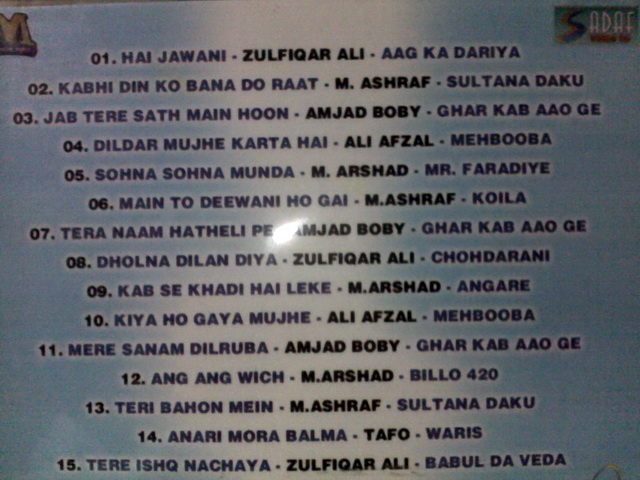 M
SADAF
01. HAI JAWANI - ZULFIQAR ALI - AAG KA DARIYA
02. KABHI DIN KO BANA DO RAAT - M. ASHRAF - SULTANA DAKU
03. JAB TERE SATH MAIN HOON - AMJAD BOBY - GHAR KAB AAO GE
04. DILDAR MUJHE KARTA HAI - ALI AFZAL - MEHBOOBA
05. SOHNA SOHNA MUNDA - M. ARSHAD - MR. FARADIYE
06. MAIN TO DEEWANI HO GAI - M.ASHRAF - KOILA
07. TERA NAAM HATHELI PE AMJAD BOBY - GHAR KAB AAO GE
08. DHOLNA DILAN DIYA - ZULFIQAR ALI - CHOHDARANI
09. KAB SE KHADI HAI LEKE - M.ARSHAD - ANGARE
10. KIYA HO GAYA MUJHE - ALI AFZAL - MEHBOOBA
11. MERE SANAM DILRUBA - AMJAD BOBY - GHAR KAB AAO GE
12. ANG ANG WICH - M.ARSHAD - BILLO 420
13. TERI BAHON MEIN - M.ASHRAF - SULTANA DAKU
14. ANARI MORA BALMA - TAFO - WARIS
15. TERE ISHQ NACHAYA - ZULFIQAR ALI - BABUL DA VEDA